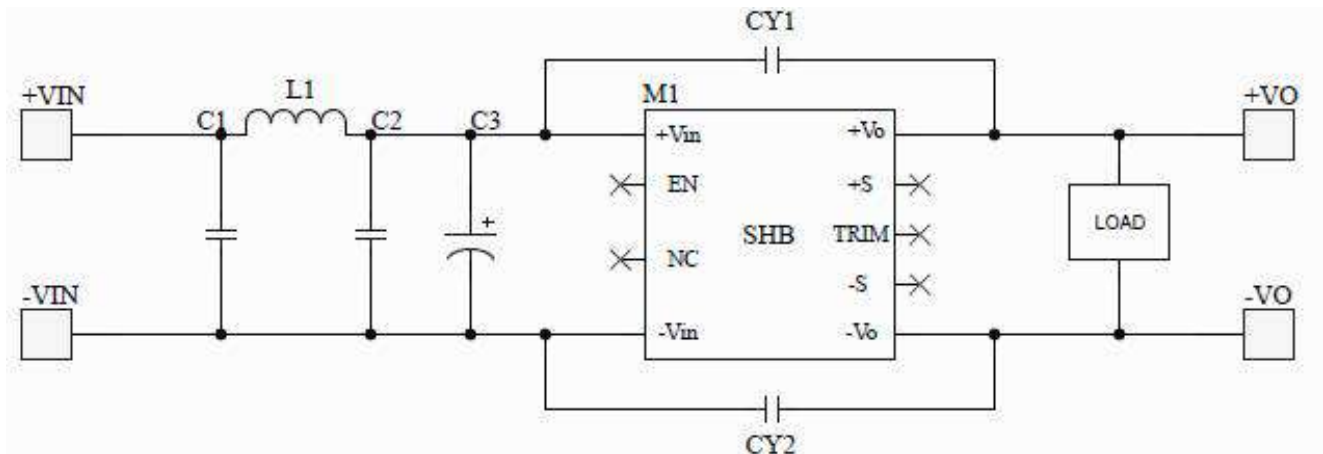 CY1
L1
M1
+VIN
C1
C2
C3
+VO
+Vin
+Vo
EN
+S
+
SHB
TRIM
LOAD
NC
-S
-VIN
-VO
-Vin
-Vo
CY2